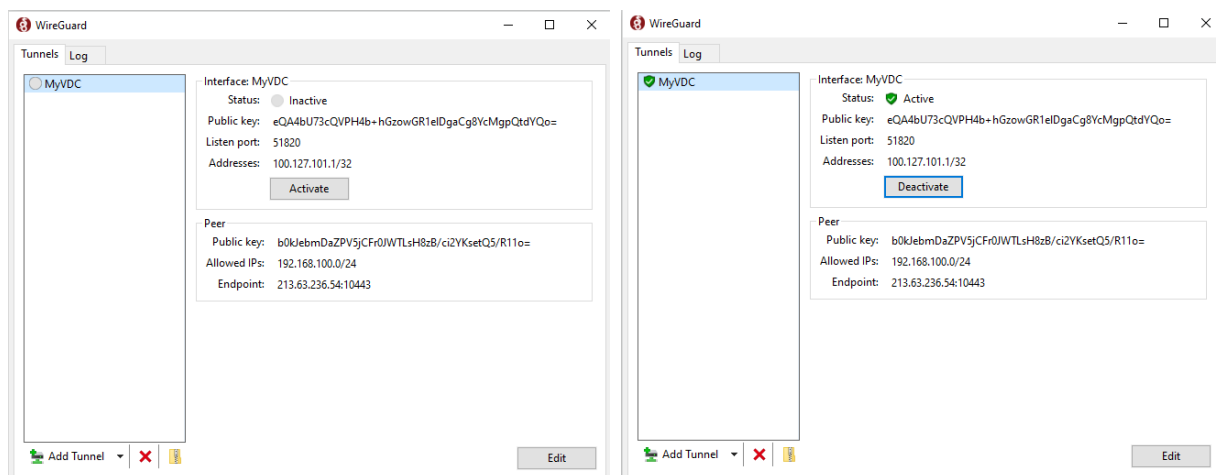 WireGuard
Tunnels Log
MyVDC
Interface: MyVDC
Status: Inactive
Public key: eQA4bU73cQVPH4b+hGzowGR1eIDgaCg8YcMgpQtdYQo=
Listen port: 51820
Addresses: 100.127.101.1/32
Activate
Peer
Public key: b0kJebmDaZPV5jCFr0JWTLsH8zB/ci2YKsetQ5/R11o=
Allowed IPs: 192.168.100.0/24
Endpoint: 213.63.236.54:10443
Add Tunnel
Edit
WireGuard
Tunnels Log
MyVDC
Interface: MyVDC
Status: Active
Public key: eQA4bU73cQVPH4b+hGzowGR1eIDgaCg8YcMgpQtdYQo=
Listen port: 51820
Addresses: 100.127.101.1/32
Deactivate
Peer
Public key: b0kJebmDaZPV5jCFr0JWTLsH8zB/ci2YKsetQ5/R11o=
Allowed IPs: 192.168.100.0/24
Endpoint: 213.63.236.54:10443
Add Tunnel
Edit